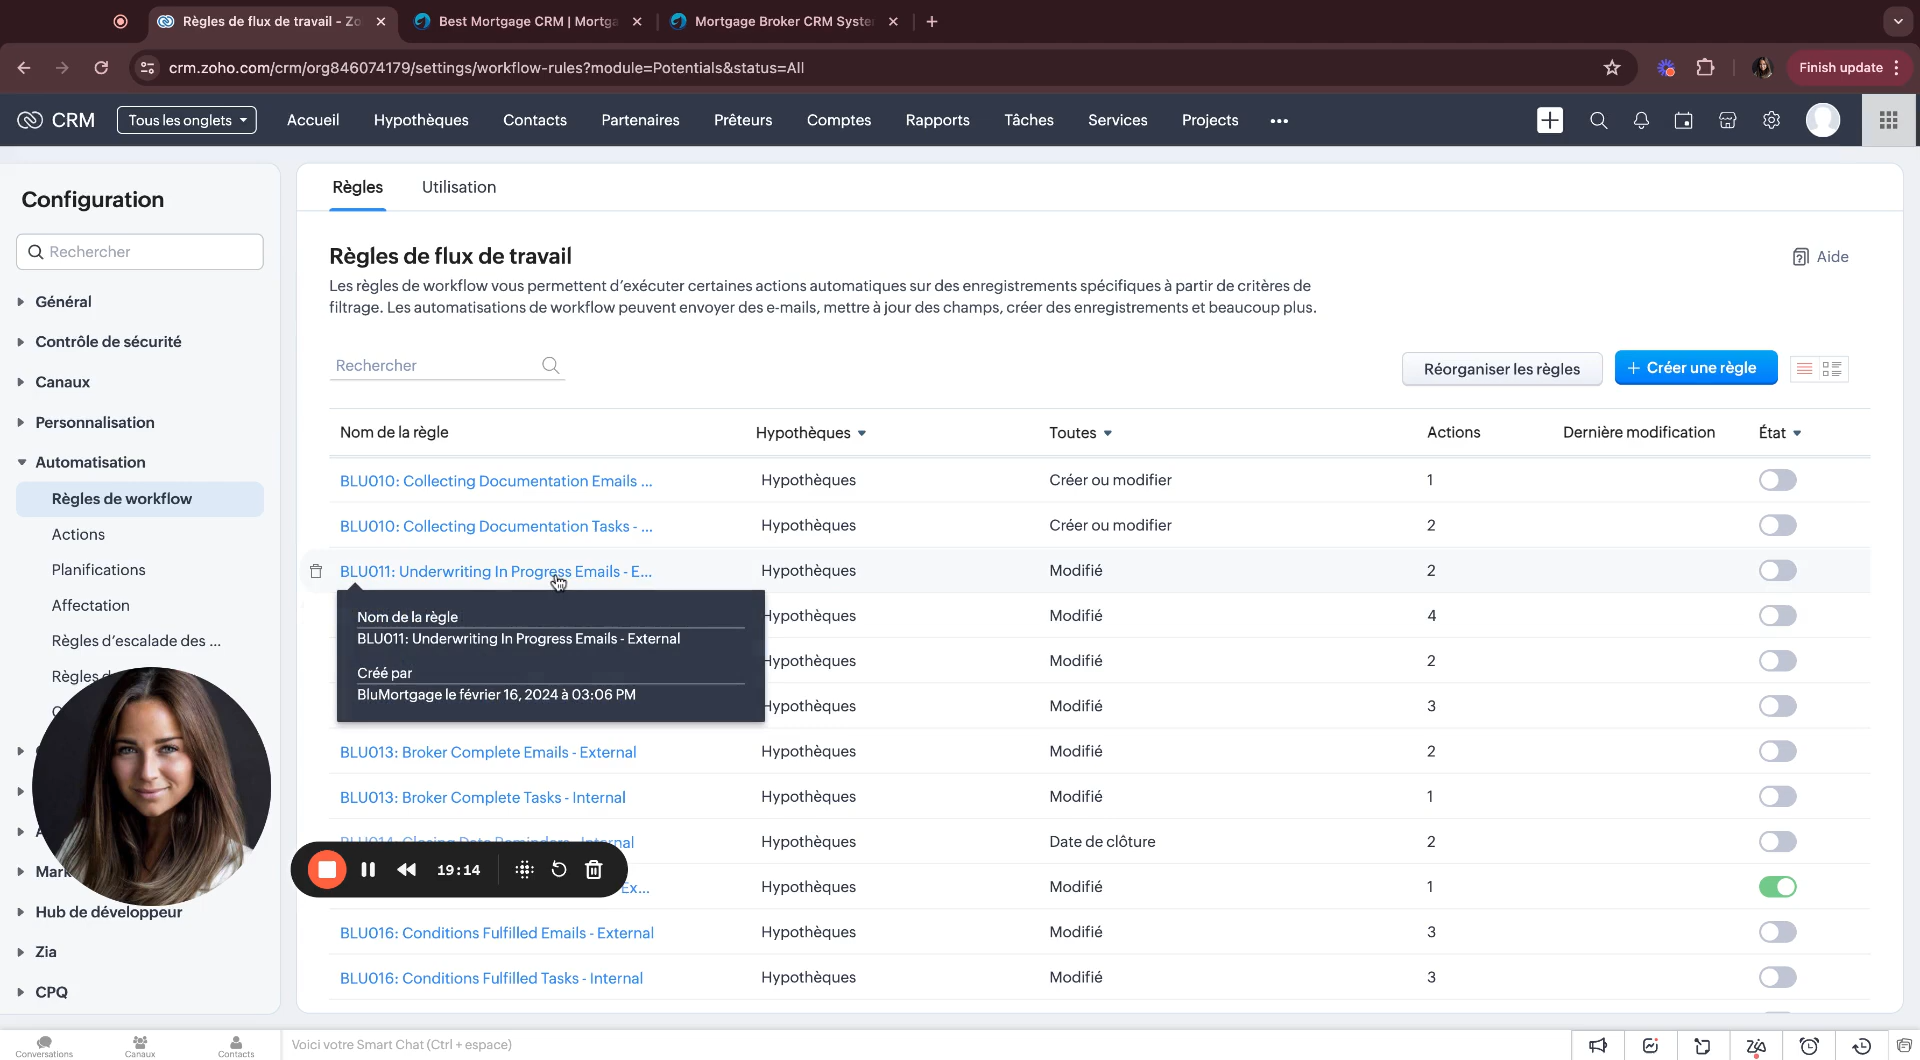 Règles de flux de travail - Zo
Best Mortgage CRM | Mortga
Mortgage Broker CRM Syste
crm.zoho.com/crm/org846074179/settings/workflow-rules?module=Potentials&status=All
Finish update
CRM
Tous les onglets
Accueil
Hypothèques
Contacts
Partenaires
Prêteurs
Comptes
Rapports
Tâches
Services
Projects
Configuration
Rechercher
Général
Contrôle de sécurité
Canaux
Personnalisation
Automatisation
Règles de workflow
Actions
Planifications
Affectation
Règles d'escalade des ...
Règles
Mark
Hub de développeur
Zia
CPQ
Règles
Utilisation
Règles de flux de travail
Aide
Les règles de workflow vous permettent d'exécuter certaines actions automatiques sur des enregistrements spécifiques à partir de critères de
filtrage. Les automatisations de workflow peuvent envoyer des e-mails, mettre à jour des champs, créer des enregistrements et beaucoup plus.
Rechercher
Réorganiser les règles
+ Créer une règle
Nom de la règle Hypothèques Toutes Actions Dernière modification État
BLU010: Collecting Documentation Emails ... Hypothèques Créer ou modifier 1
BLU010: Collecting Documentation Tasks - ... Hypothèques Créer ou modifier 2
BLU011: Underwriting In Progress Emails - E... Hypothèques Modifié 2
Nom de la règle
BLU011: Underwriting In Progress Emails - External
Créé par
BluMortgage le février 16, 2024 à 03:06 PM
Hypothèques Modifié 4
Hypothèques Modifié 2
Hypothèques Modifié 3
BLU013: Broker Complete Emails - External Hypothèques Modifié 2
BLU013: Broker Complete Tasks - Internal Hypothèques Modifié 1
BLU014: Closing Date Reminders - Internal Hypothèques Date de clôture 2
19:14
Ex... Hypothèques Modifié 1
BLU016: Conditions Fulfilled Emails - External Hypothèques Modifié 3
BLU016: Conditions Fulfilled Tasks - Internal Hypothèques Modifié 3
Conversations
Canaux
Contacts
Voici votre Smart Chat (Ctrl + espace)